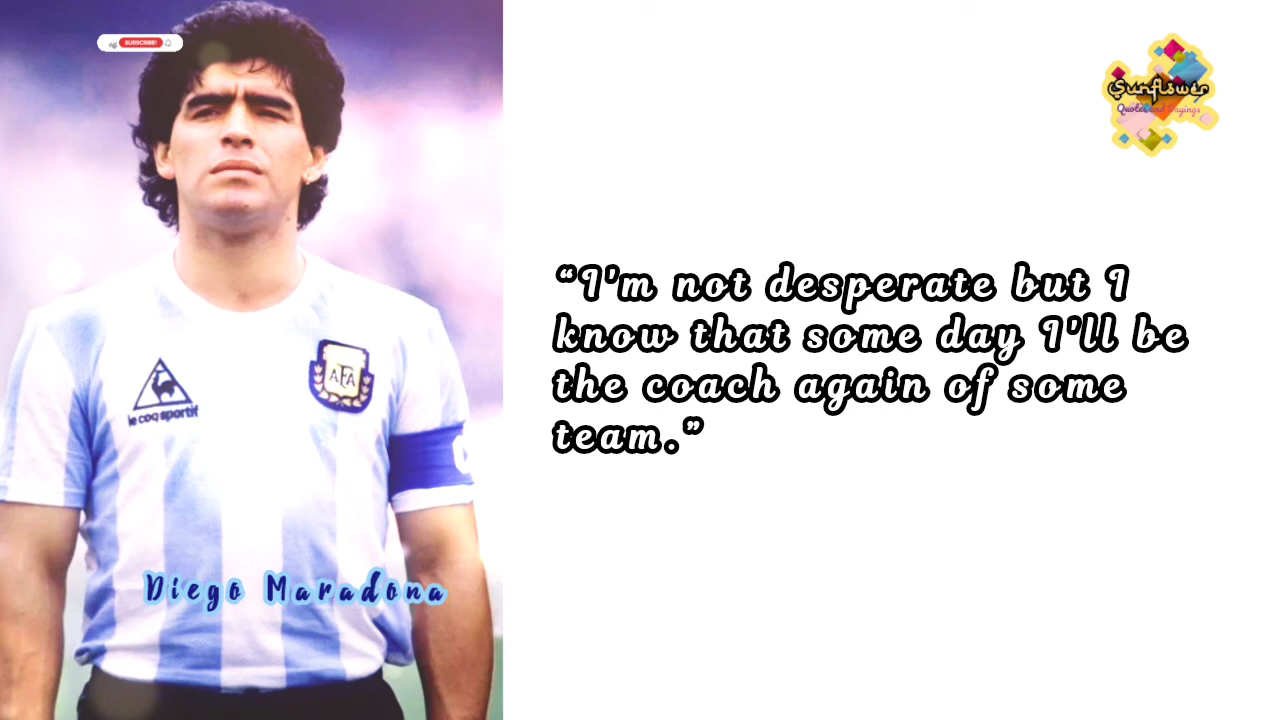 SUBSCRIBE!
Sunflower
Quotes and Sayings
“I'm not desperate but I
know that some day I'll be
the coach again of some
team.”
AFA
le coq sportif
Diego Maradona